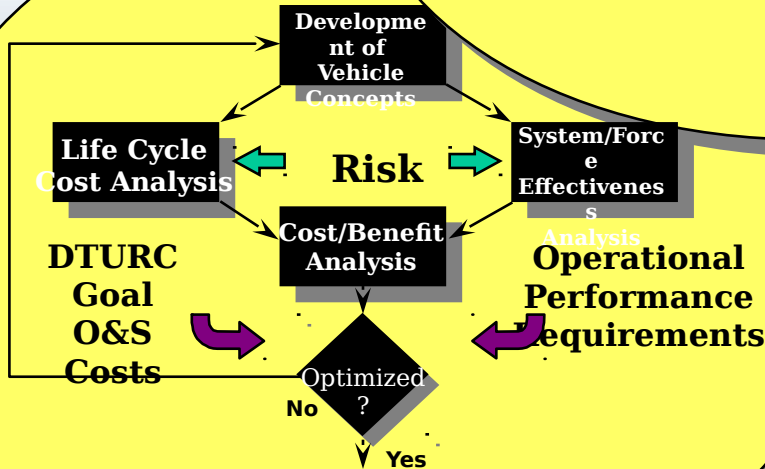 Developme
nt of
Vehicle
Concepts
Life Cycle
Cost Analysis
Risk
System/Forc
e
Effectivenes
s
Analysis
Cost/Benefit
Analysis
DTURC
Goal
O&S
Costs
Operational
Performance
Requirements
Optimized
?
No
Yes